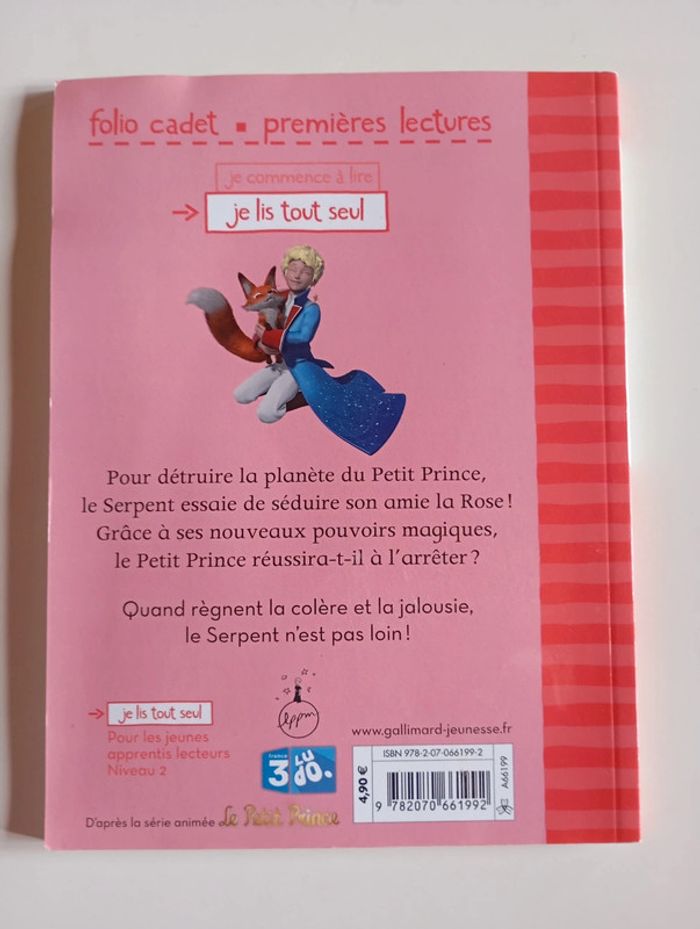 folio cadet ▪ premières lectures
je commence à lire
→ je lis tout seul
Pour détruire la planète du Petit Prince,
le Serpent essaie de séduire son amie la Rose !
Grâce à ses nouveaux pouvoirs magiques,
le Petit Prince réussira-t-il à l'arrêter ?
Quand règnent la colère et la jalousie,
le Serpent n'est pas loin !
→ je lis tout seul
Pour les jeunes
apprentis lecteurs
Niveau 2
lppm
france
3 LUDO.
D'après la série animée Le Petit Prince
www.gallimard-jeunesse.fr
ISBN 978-2-07-066199-2
4,90 €
A66199
9 782070 661992